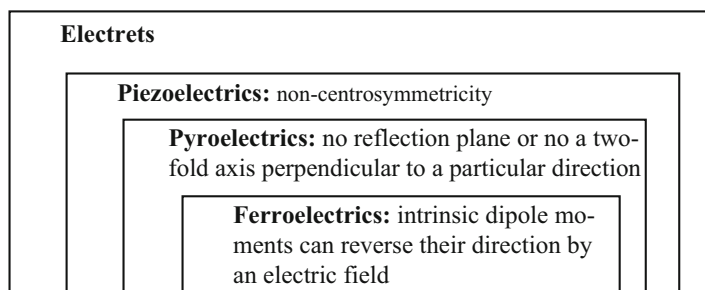 Electrets
Piezoelectrics: non-centrosymmetricity
Pyroelectrics: no reflection plane or no a two-
fold axis perpendicular to a particular direction
Ferroelectrics: intrinsic dipole mo-
ments can reverse their direction by
an electric field